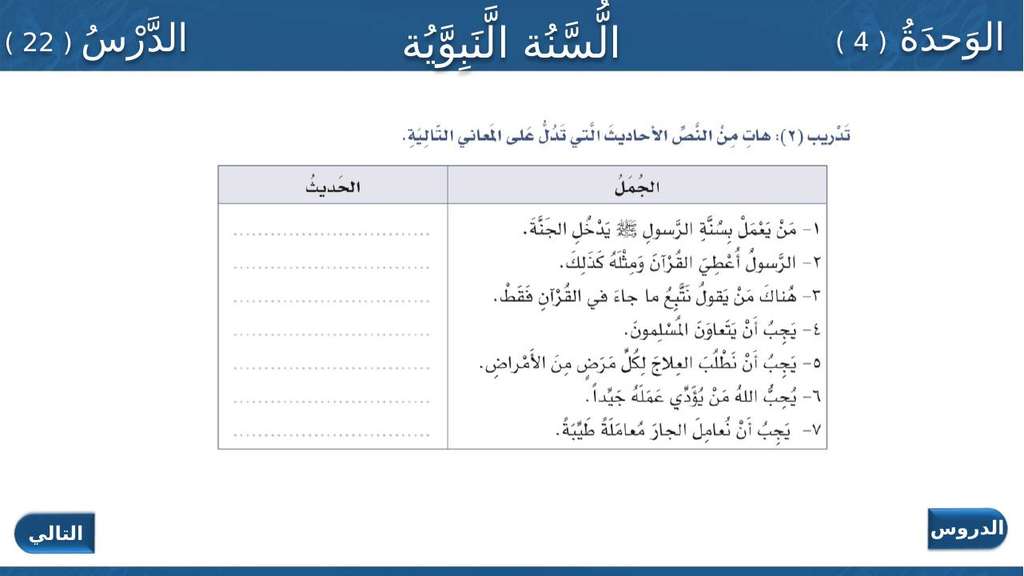 الوَحدَةُ ( 4 )
الُسَّنُة الَّنَبِوَّيُة
الدَّرْسُ ( 22 )
تَدْريب (٢): هاتِ مِنْ النَّصِّ الأحاديثَ الَّتي تَدُلُّ عَلى المَعاني التّالِيَةِ.
الجُمَلُ
الحَديثُ
١- مَنْ يَعْمَلْ بِسُنَّةِ الرَّسولِ ﷺ يَدْخُلِ الجَنَّةَ.
٢- الرَّسولُ أُعْطِيَ القُرْآنَ وَمِثْلَهُ كَذَلِكَ.
٣- هُناكَ مَنْ يَقولُ نَتَّبِعُ ما جاءَ في القُرْآنِ فَقَطْ.
٤- يَجِبُ أَنْ يَتَعاوَنَ المُسْلِمونَ.
٥- يَجِبُ أَنْ نَطْلُبَ العِلاجَ لِكُلِّ مَرَضٍ مِنَ الأَمْراضِ.
٦- يُحِبُّ اللهُ مَنْ يُؤَدِّي عَمَلَهُ جَيِّداً.
٧- يَجِبُ أَنْ نُعامِلَ الجارَ مُعامَلَةً طَيِّبَةً.
الدروس
التالي